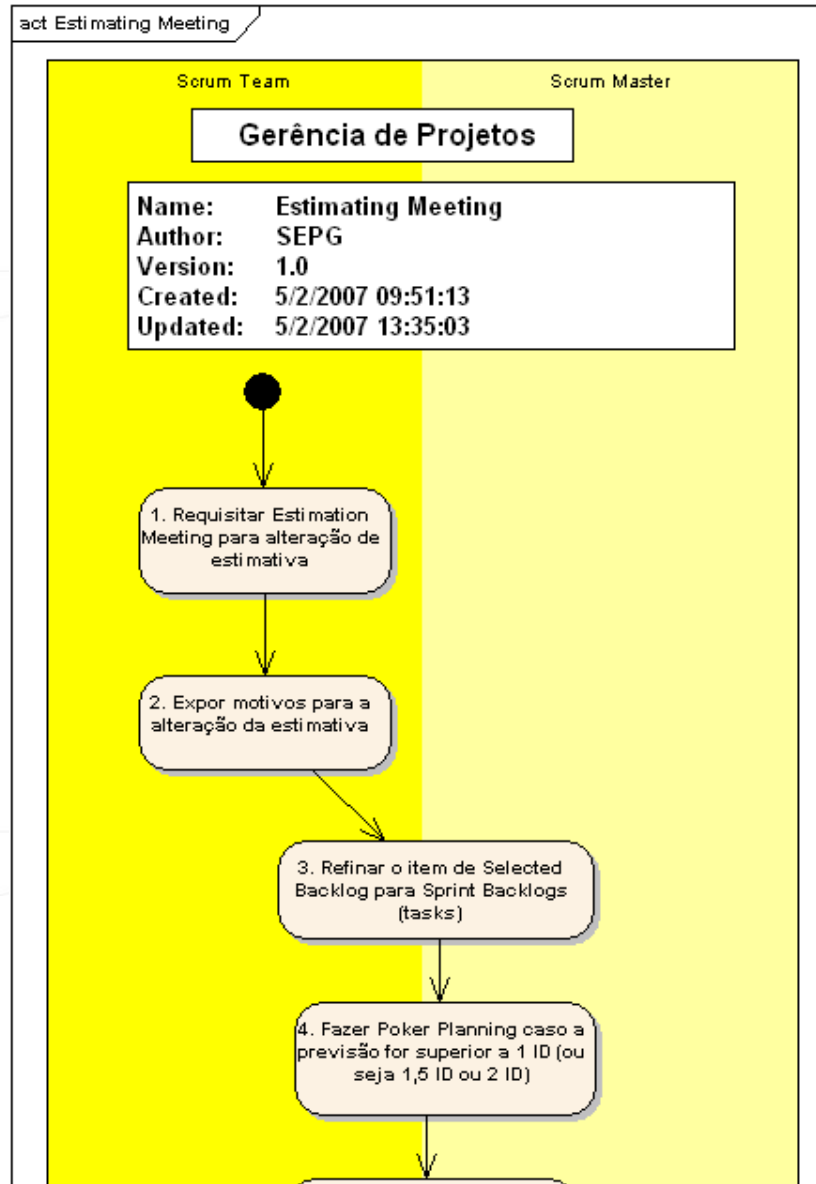 act Estimating Meeting
Scrum Team
Scrum Master
Gerência de Projetos
Name: Estimating Meeting
Author: SEPG
Version: 1.0
Created: 5/2/2007 09:51:13
Updated: 5/2/2007 13:35:03
1. Requisitar Estimation
Meeting para alteração de
estimativa
2. Expor motivos para a
alteração da estimativa
3. Refinar o item de Selected
Backlog para Sprint Backlogs
(tasks)
4. Fazer Poker Planning caso a
previsão for superior a 1 ID (ou
seja 1,5 ID ou 2 ID)